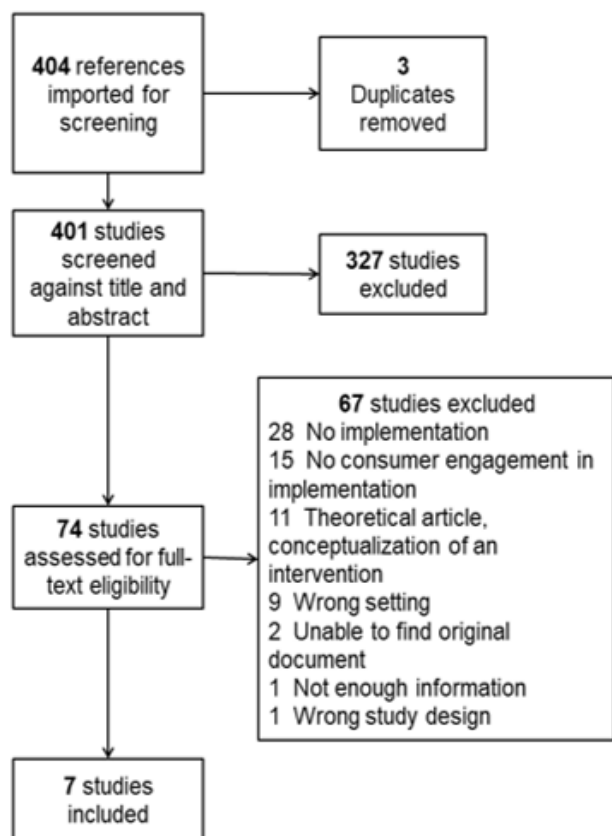 404 references
imported for
screening
3
Duplicates
removed
401 studies
screened
against title and
abstract
327 studies
excluded
67 studies excluded
28 No implementation
15 No consumer engagement in
implementation
11 Theoretical article,
conceptualization of an
intervention
9 Wrong setting
2 Unable to find original
document
1 Not enough information
1 Wrong study design
74 studies
assessed for full-
text eligibility
7 studies
included